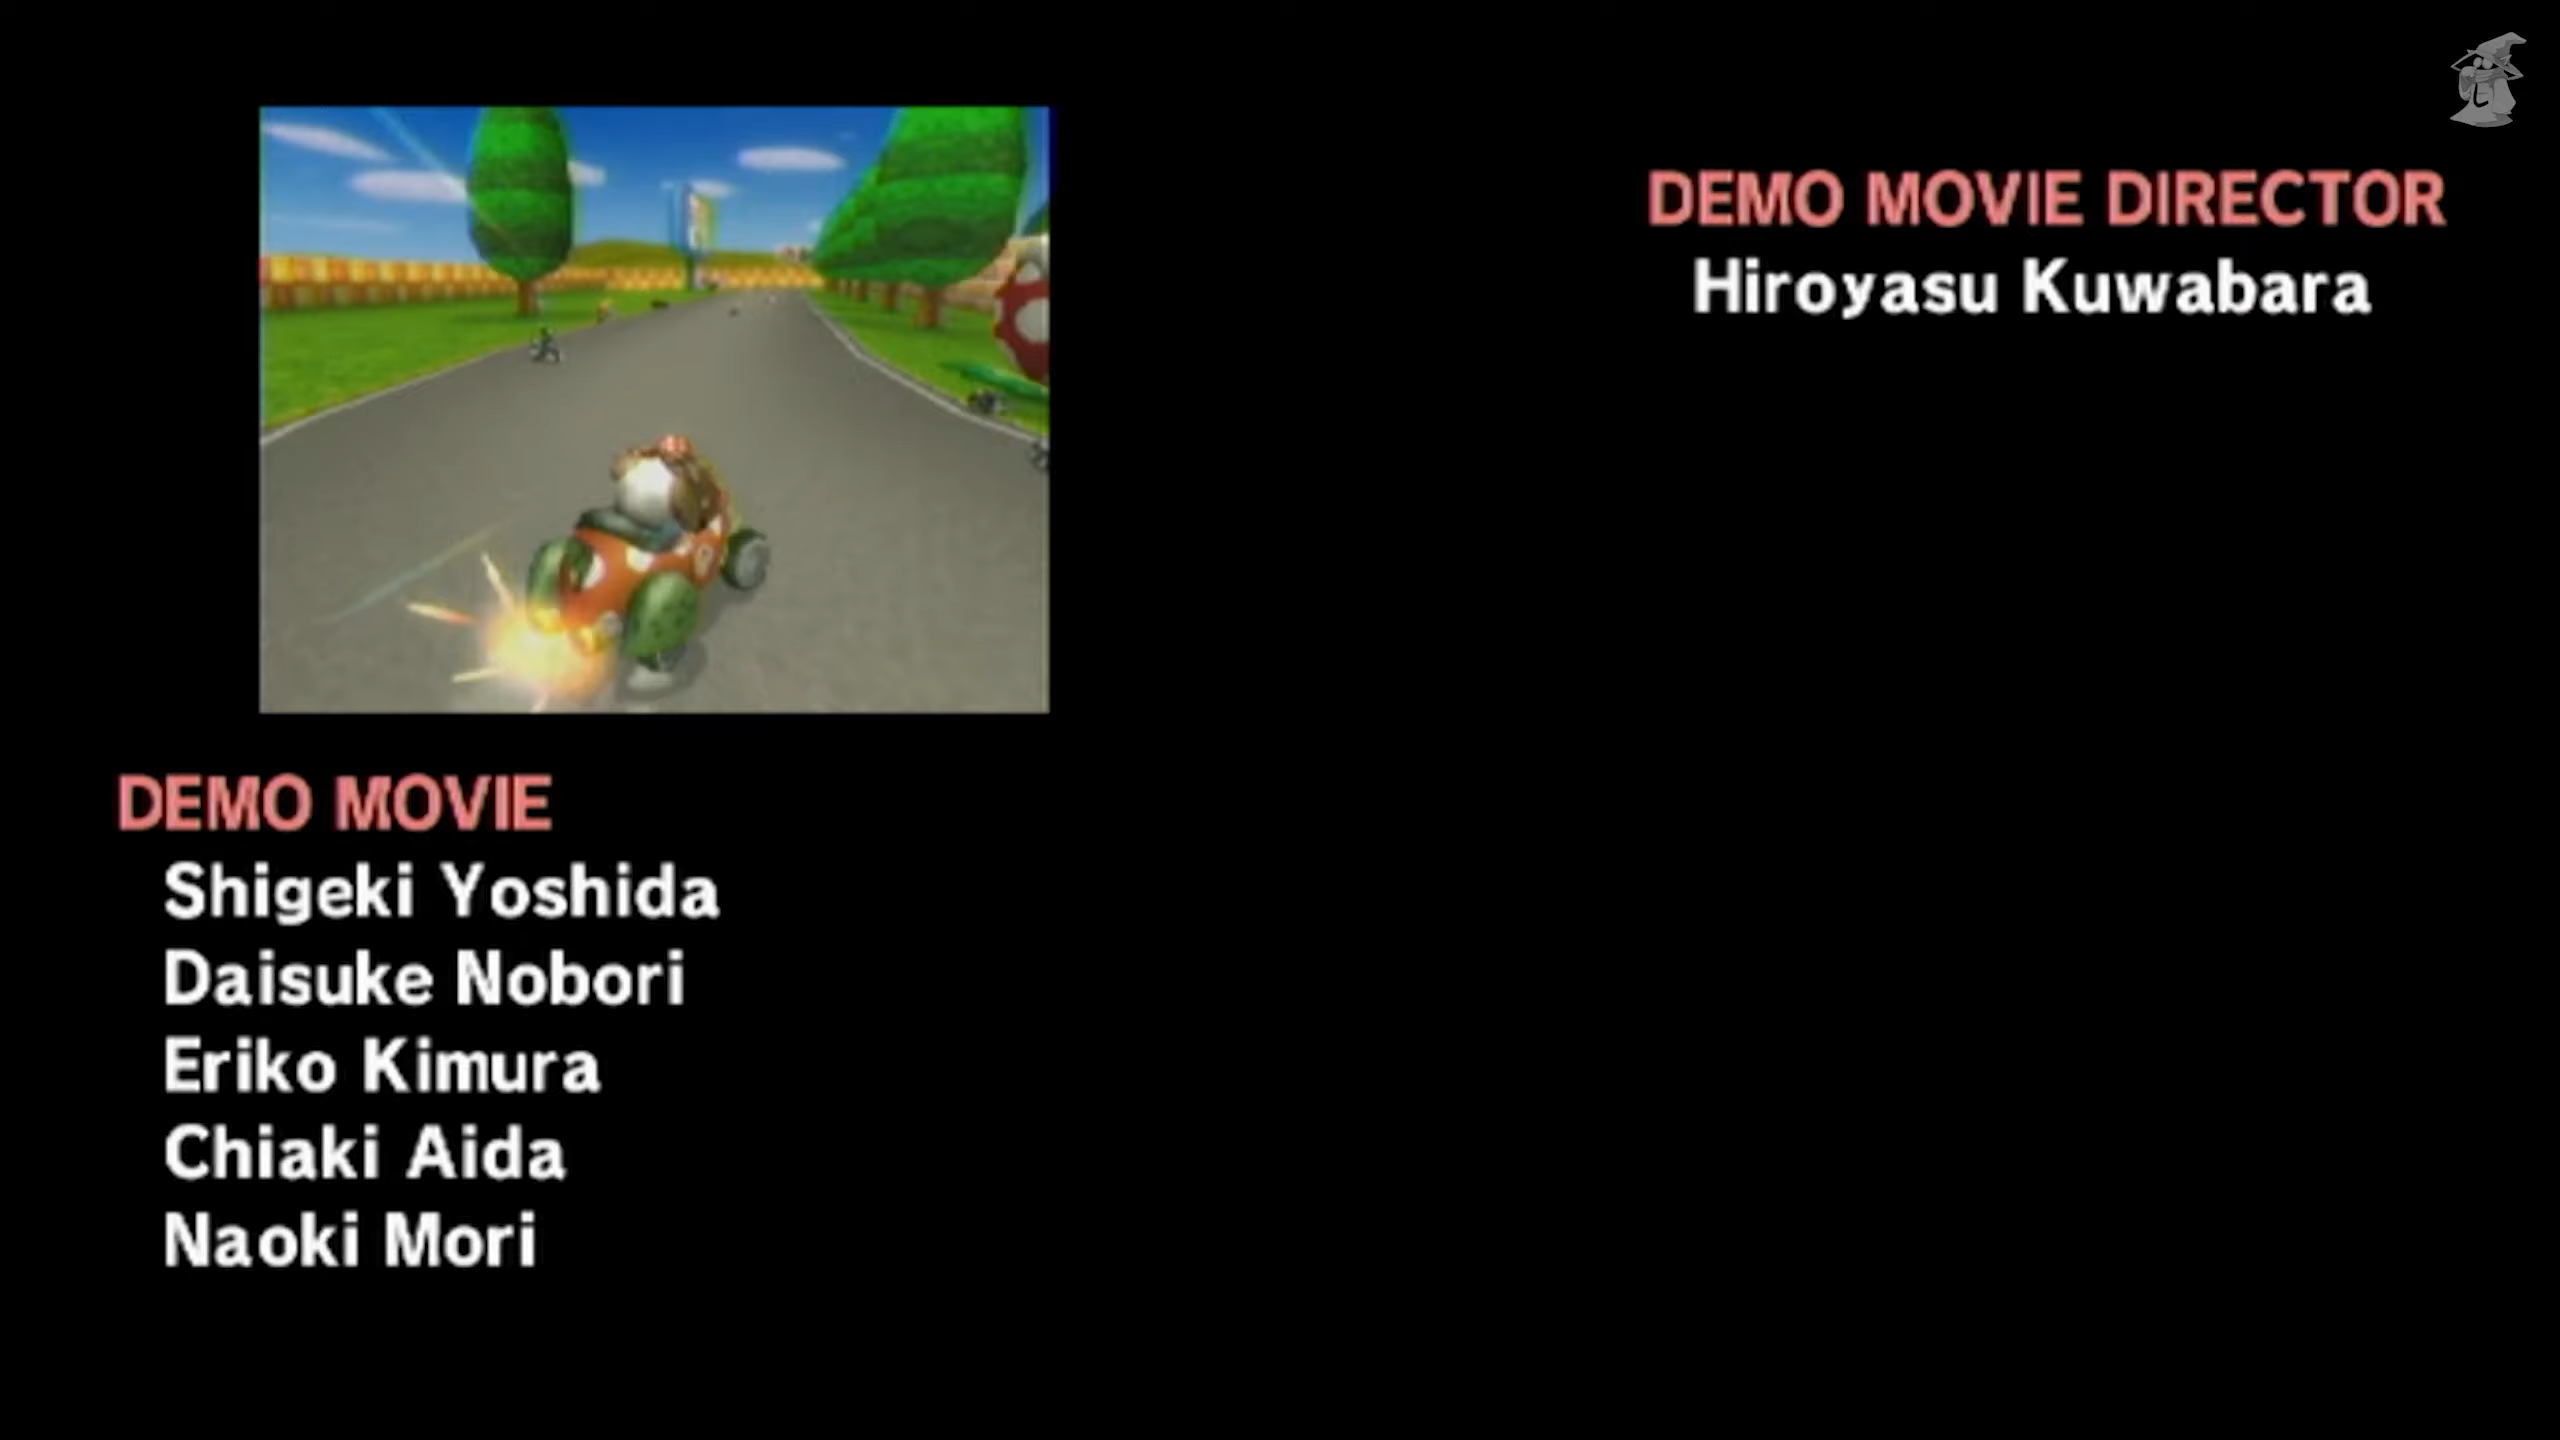 DEMO MOVIE DIRECTOR
Hiroyasu Kuwabara
DEMO MOVIE
Shigeki Yoshida
Daisuke Nobori
Eriko Kimura
Chiaki Aida
Naoki Mori